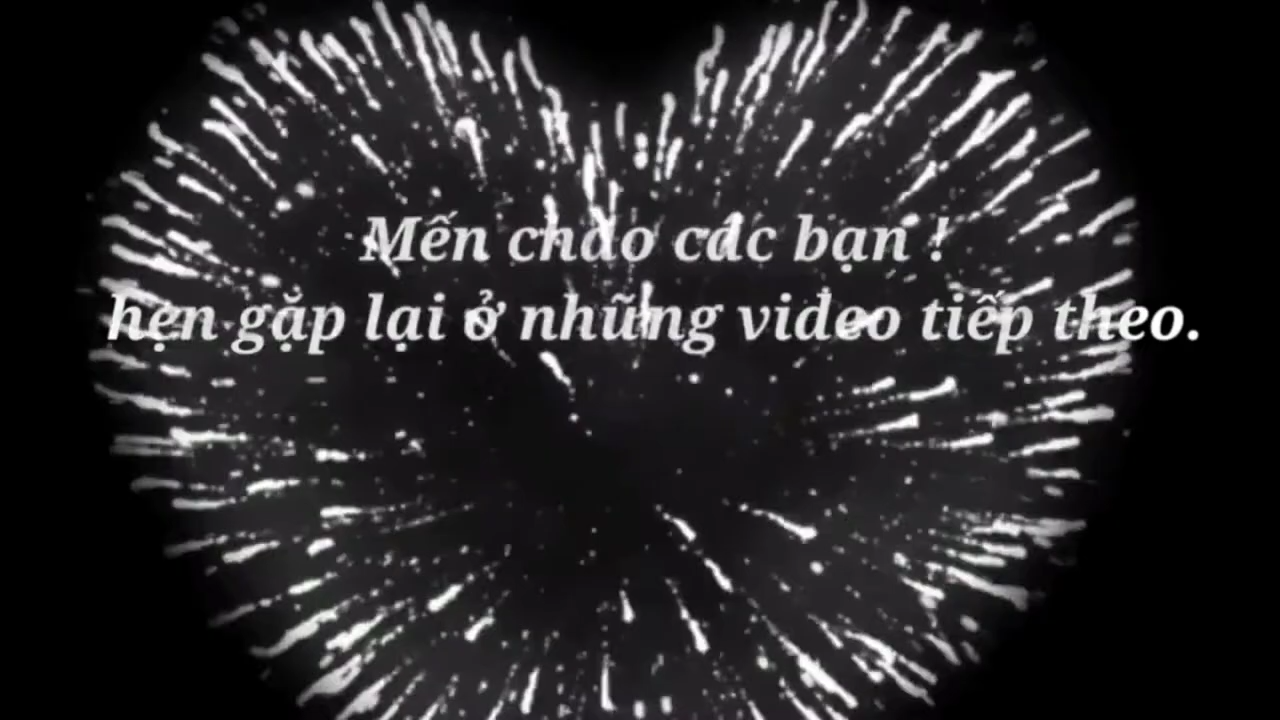 Mến chào các bạn !
hẹn gặp lại ở những video tiếp theo.